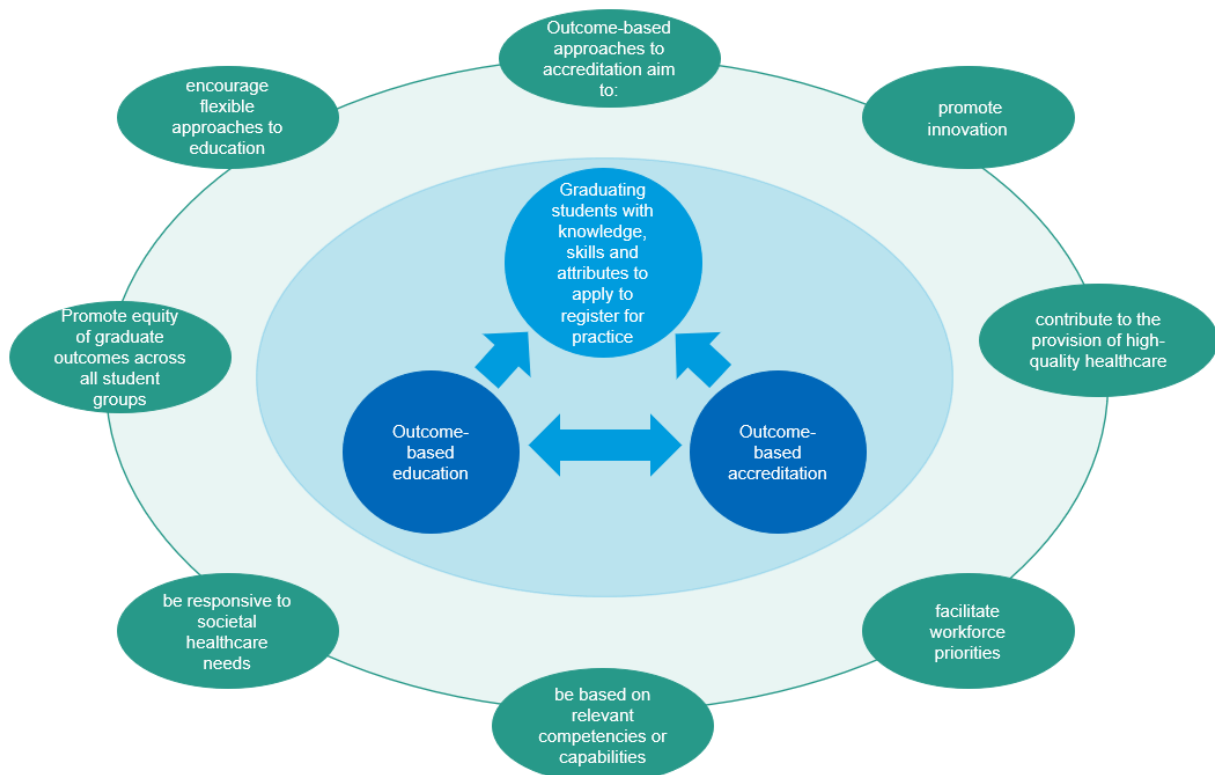 Outcome-based
approaches to
accreditation aim
to:
promote
innovation
contribute to the
provision of high-
quality healthcare
facilitate
workforce
priorities
be based on
relevant
competencies or
capabilities
be responsive to
societal
healthcare
needs
Promote equity
of graduate
outcomes across
all student
groups
encourage
flexible
approaches to
education
Graduating
students with
knowledge,
skills and
attributes to
apply to
register for
practice
Outcome-
based
education
Outcome-
based
accreditation